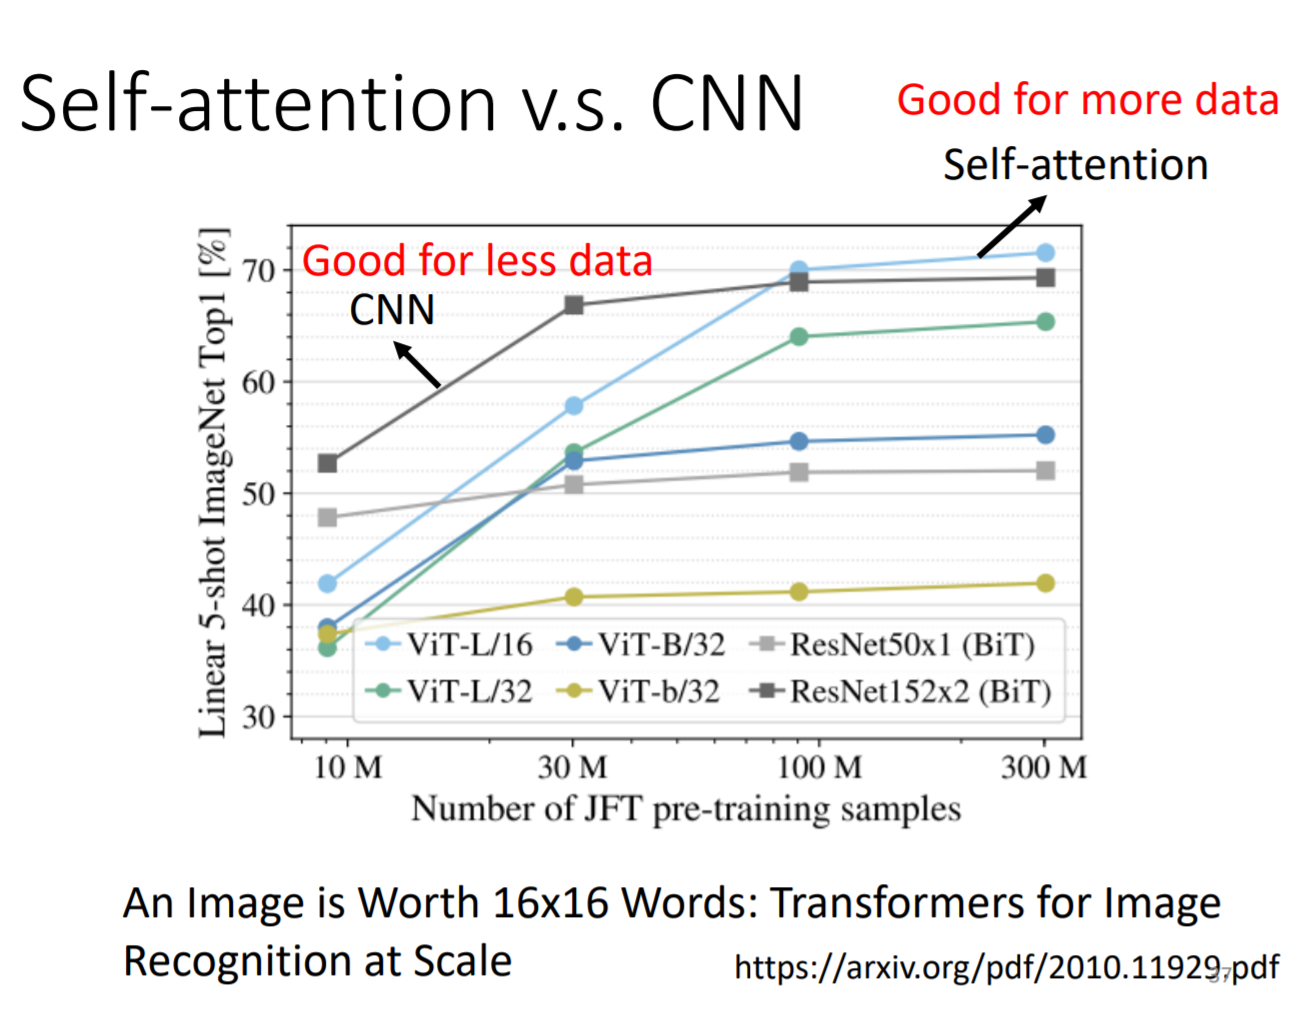 Self-attention v.s. CNN
Good for more data
Self-attention
Good for less data
CNN
Linear 5-shot ImageNet Top1 [%]
70
60
50
40
30
ViT-L/16
ViT-B/32
ResNet50x1 (BiT)
ViT-L/32
ViT-b/32
ResNet152x2 (BiT)
10 M
30 M
100 M
300 M
Number of JFT pre-training samples
An Image is Worth 16x16 Words: Transformers for Image
Recognition at Scale
https://arxiv.org/pdf/2010.11929.pdf
37